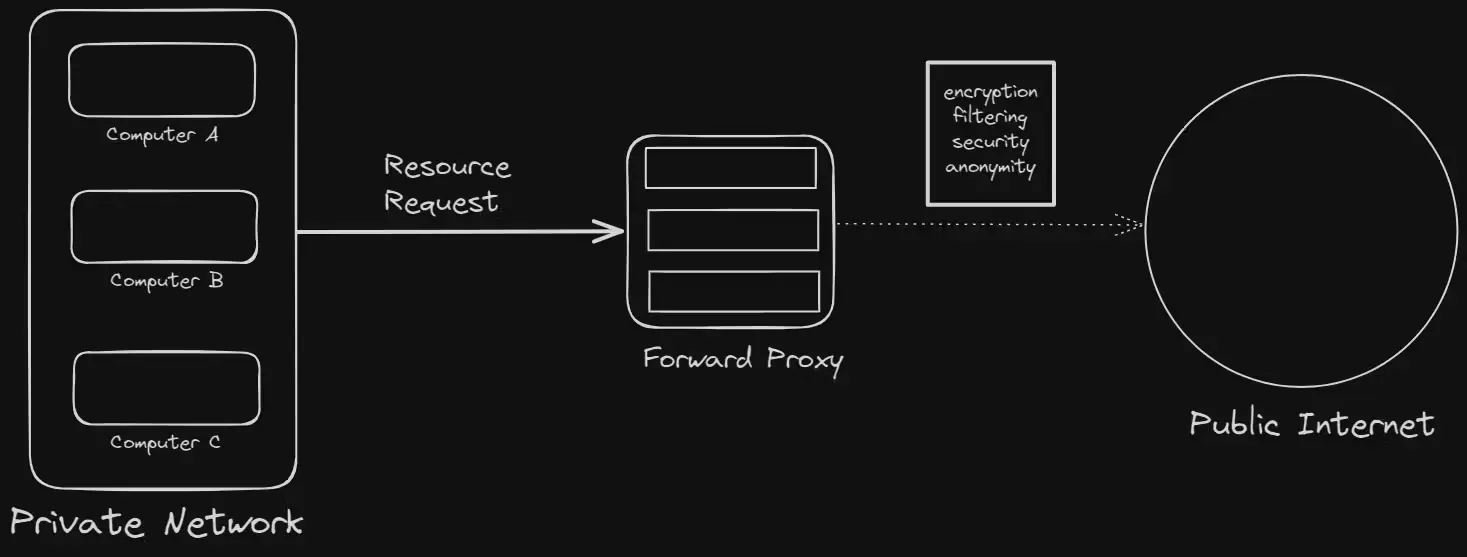 Computer A
Computer B
Computer C
Private Network
Resource
Request
Forward Proxy
encryption
filtering
security
anonymity
Public Internet